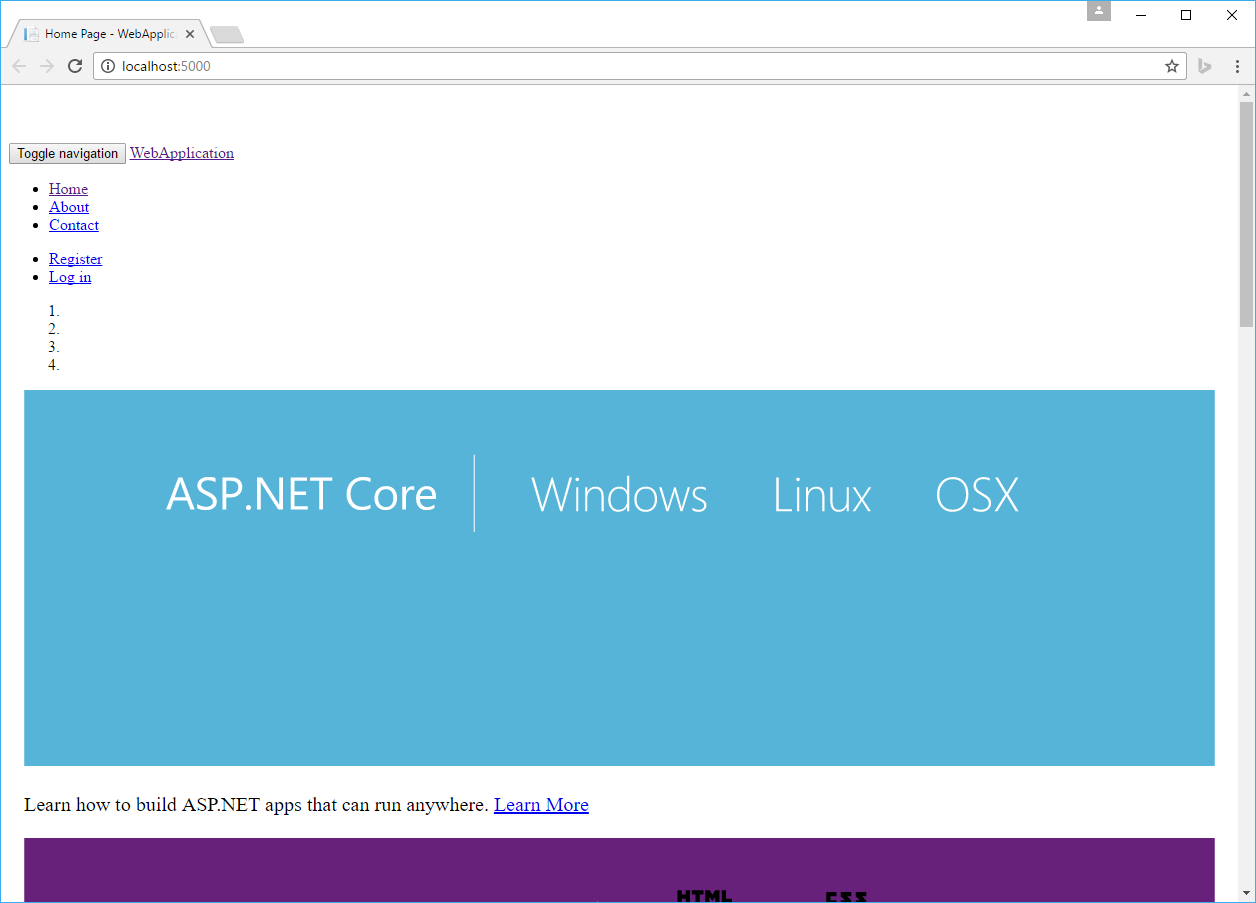 Home Page - WebApplic
localhost:5000
Toggle navigation WebApplication
Home
About
Contact
Register
Log in
1.
2.
3.
4.
ASP.NET Core Windows Linux OSX
Learn how to build ASP.NET apps that can run anywhere. Learn More
HTML CSS